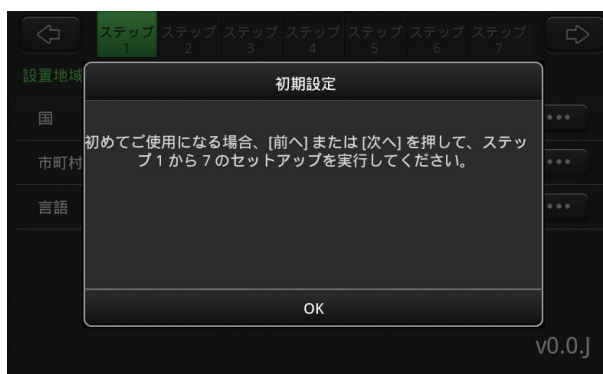 ステップ 1
ステップ 2
ステップ 3
ステップ 4
ステップ 5
ステップ 6
ステップ 7
設置地域
初期設定
国
初めてご使用になる場合、[前へ] または [次へ] を押して、ステッ
プ 1 から 7 のセットアップを実行してください。
市町村
言語
OK
v0.0.J